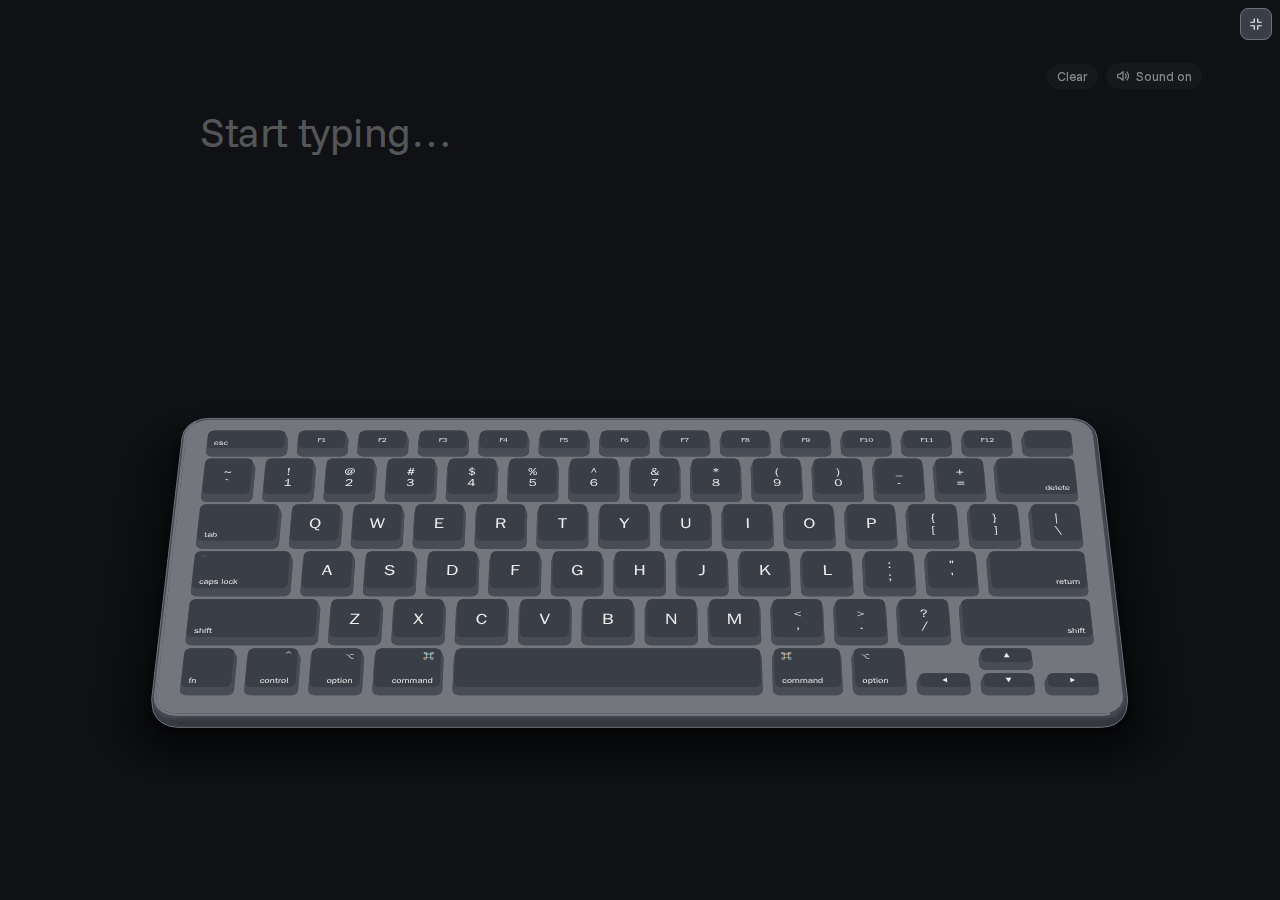 Clear Sound on
Start typing...
esc F1 F2 F3 F4 F5 F6 F7 F8 F9 F10 F11 F12
~ ! @ # $ % ^ & * ( ) _ +
` 1 2 3 4 5 6 7 8 9 0 - = delete
tab Q W E R T Y U I O P { } |
[ ] \
caps lock A S D F G H J K L : "
; ' return
shift Z X C V B N M < > ? shift
, . /
^ ⌥ ⌘ ⌘ ⌥ ▲
fn control option command command option ◄ ▼ ►